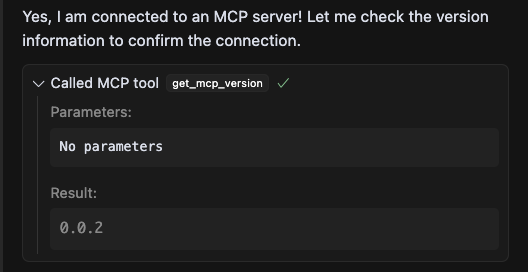 Yes, I am connected to an MCP server! Let me check the version
information to confirm the connection.
Called MCP tool get_mcp_version
Parameters:
No parameters
Result:
0.0.2